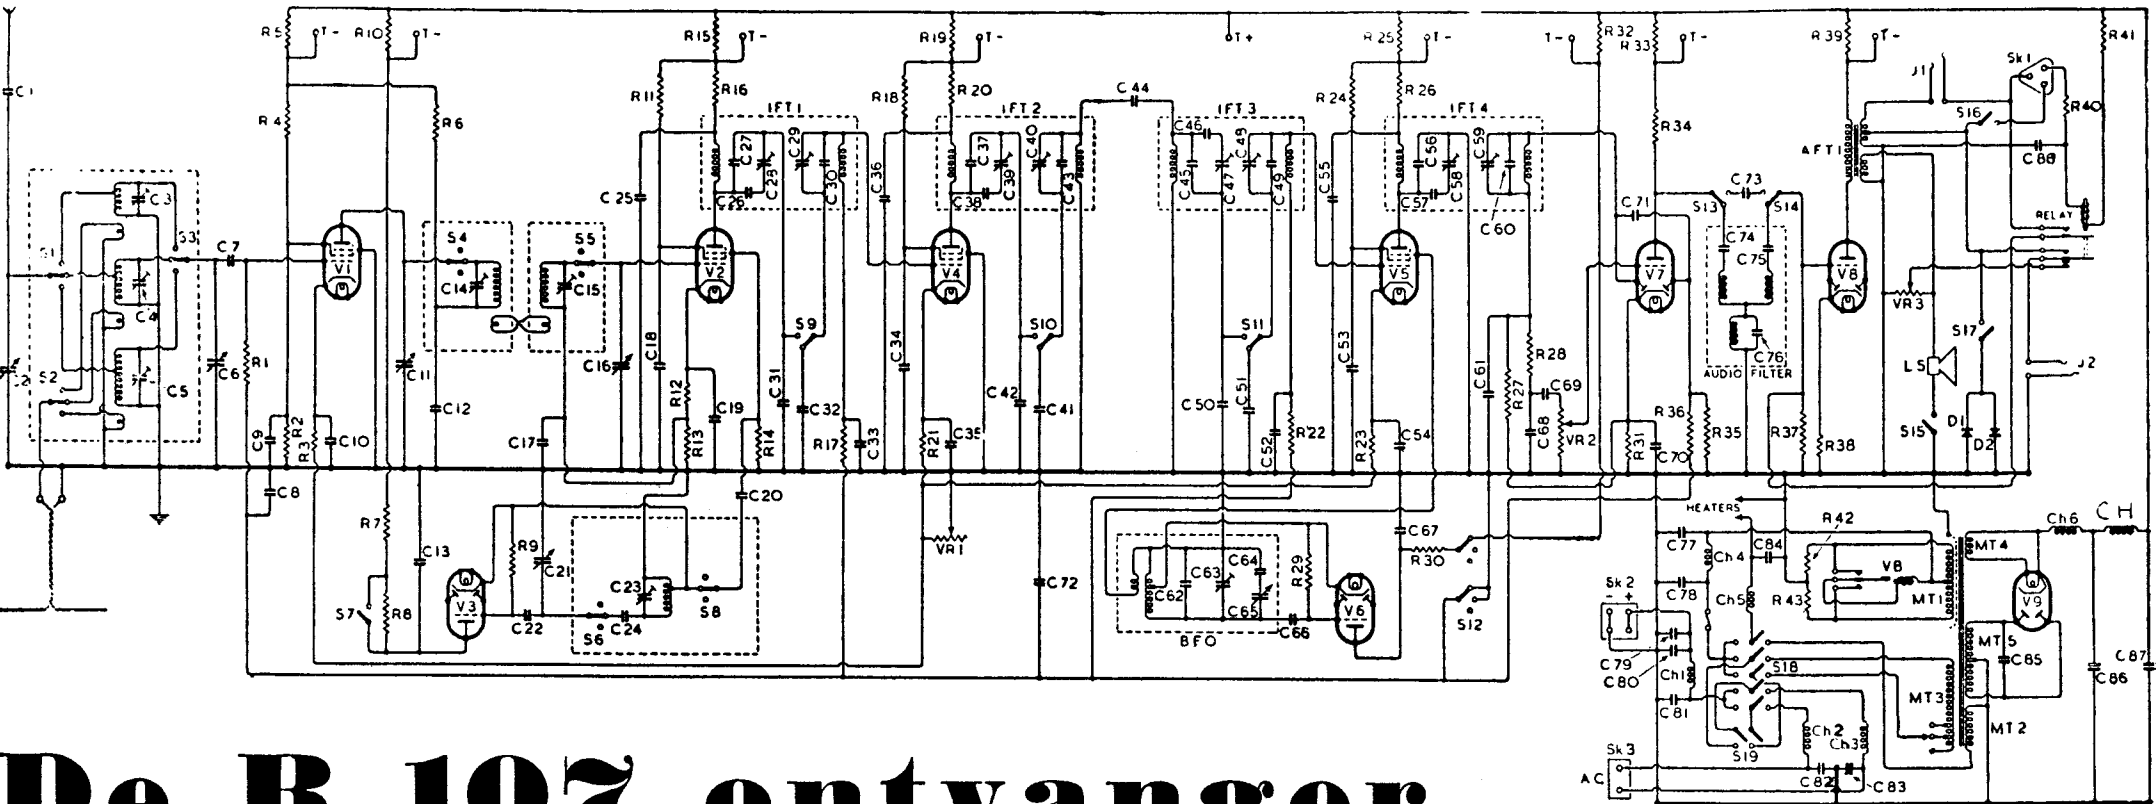 R5
T-
R10
T-
R15
T-
R19
T-
T+
R25
T-
T-
R32
R33
T-
R39
T-
J1
Sk1
R41
C1
R4
R6
R11
R16
IFT1
R18
R20
IFT2
C44
IFT3
R24
R26
IFT4
R34
S16
R40
AFT1
C88
C3
C25
C27
C28
C29
C30
C26
C36
C37
C39
C40
C43
C38
C46
C45
C47
C48
C49
C55
C56
C58
C59
C57
C60
C71
C73
S13
S14
RELAY
S1
S3
C7
V1
S4
S5
V2
V4
V5
V7
C74
C75
V8
C4
C14
C15
VR3
S2
C5
C6
R1
C11
C16
C18
S9
C34
S10
S11
C53
C61
R28
C76
AUDIO FILTER
S17
LS
J2
C9
R2
R3
C10
C12
C17
R12
R13
C19
R14
C31
C32
R17
C33
R21
C35
C42
C41
C50
C51
C52
R22
R23
C54
R27
C69
C68
VR2
R31
C70
R36
R35
R37
R38
S15
D1
D2
C8
C20
R7
C13
R9
C21
VR1
C67
HEATERS
R42
Ch6
CH
S7
R8
V3
C22
C23
S6
C24
S8
C72
C62
C63
C64
C65
R29
C66
V6
BFO
R30
S12
C77
Ch4
C84
VB
MT4
C78
Ch5
R43
MT1
V9
Sk2
- +
C79
C80
Ch1
C81
S18
MT5
C85
MT3
MT2
C86
C87
Sk3
AC
S19
Ch2
Ch3
C82
C83
De R 107 ontvanger